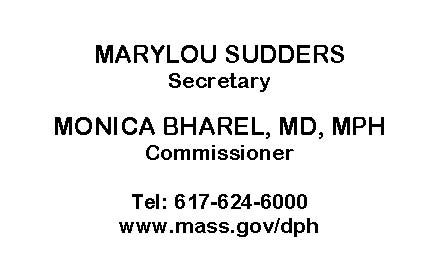 MARYLOU SUDDERS
Secretary
MONICA BHAREL, MD, MPH
Commissioner
Tel: 617-624-6000
www.mass.gov/dph